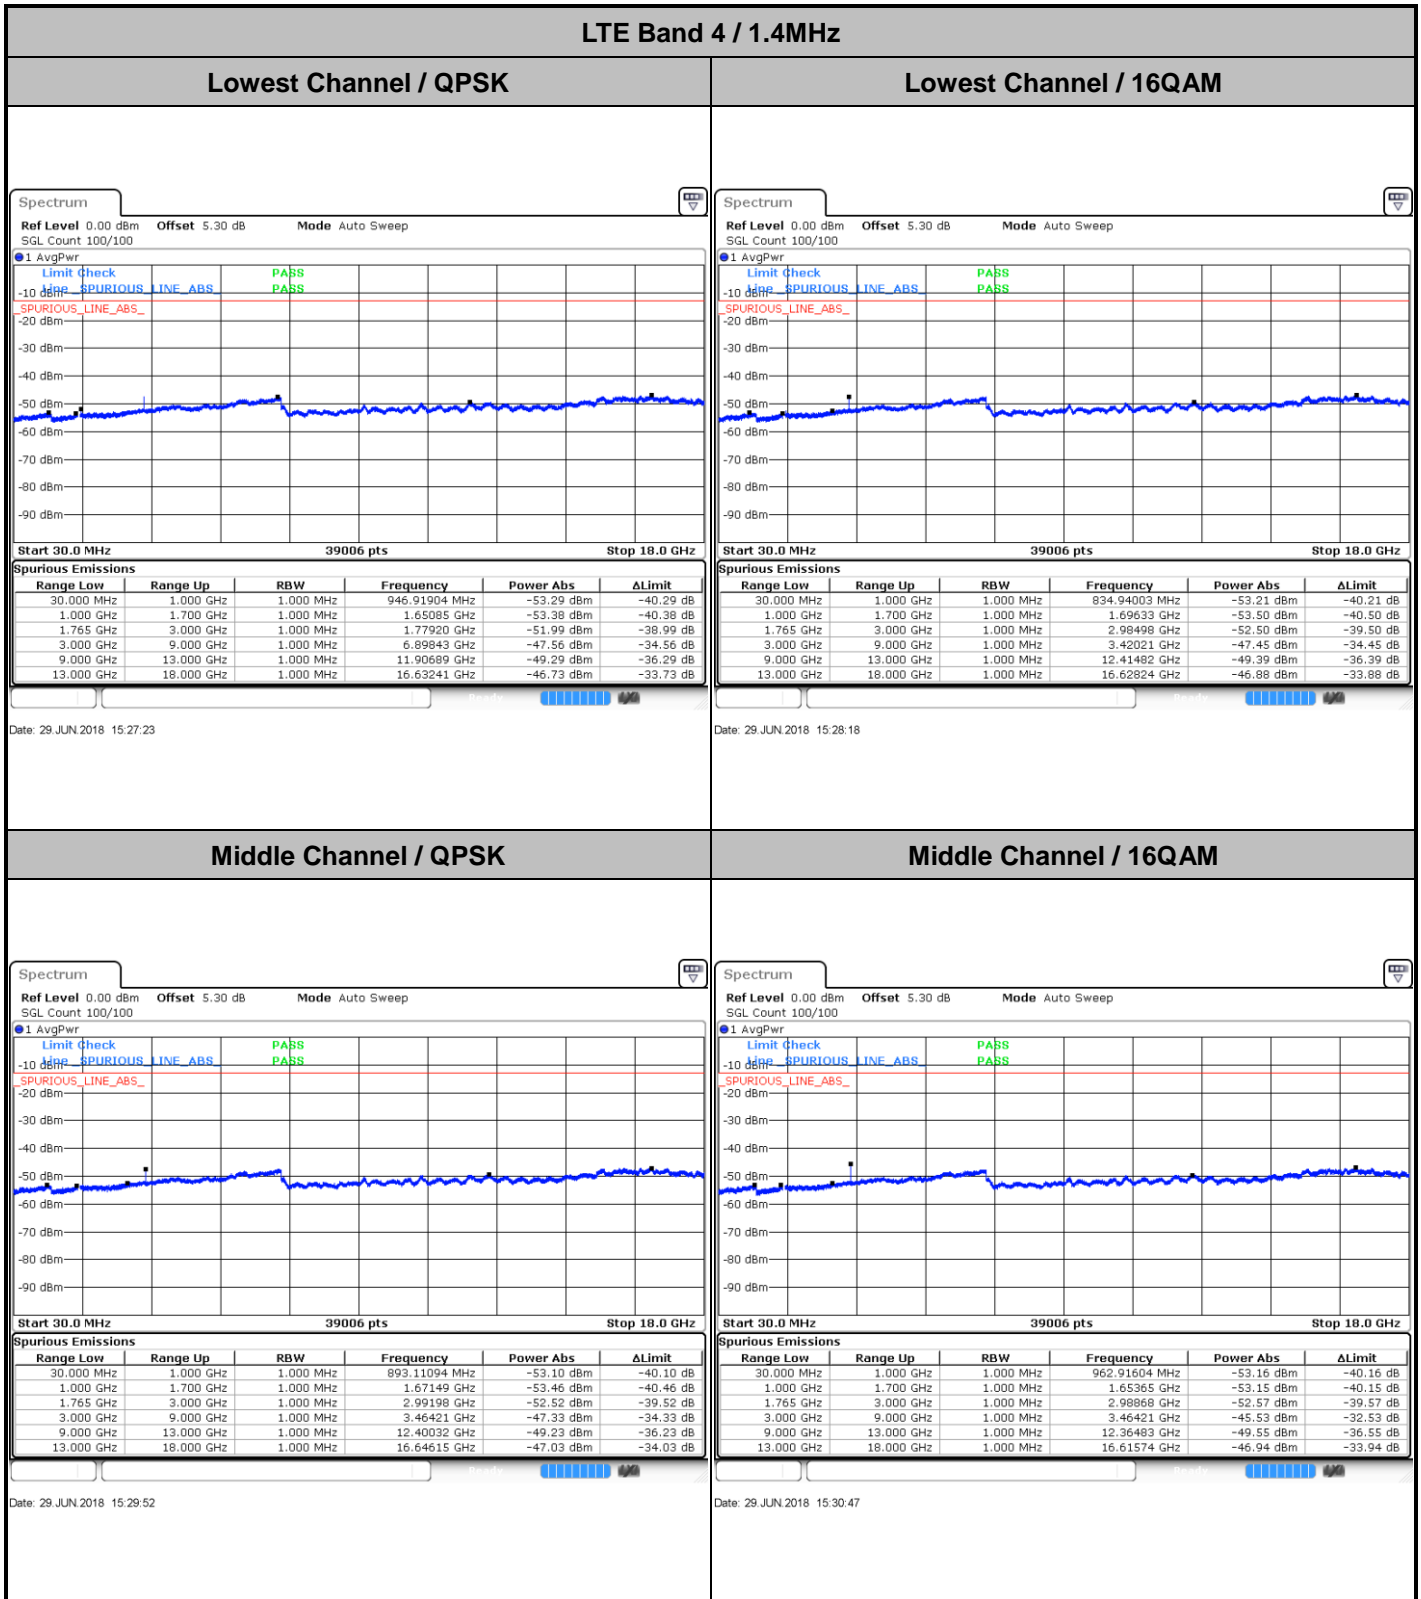 LTE Band 4 / 1.4MHz
Lowest Channel / QPSK
Lowest Channel / 16QAM
Spectrum
Ref Level 0.00 dBm Offset 5.30 dB Mode Auto Sweep
SGL Count 100/100
1 AvgPwr
Limit Check PASS
Line _SPURIOUS_LINE_ABS_ PASS
-10 dBm
_SPURIOUS_LINE_ABS_
-20 dBm
-30 dBm
-40 dBm
-50 dBm
-60 dBm
-70 dBm
-80 dBm
-90 dBm
Start 30.0 MHz 39006 pts Stop 18.0 GHz
Spurious Emissions
Range Low Range Up RBW Frequency Power Abs ΔLimit
30.000 MHz 1.000 GHz 1.000 MHz 946.91904 MHz -53.29 dBm -40.29 dB
1.000 GHz 1.700 GHz 1.000 MHz 1.65085 GHz -53.38 dBm -40.38 dB
1.765 GHz 3.000 GHz 1.000 MHz 1.77920 GHz -51.99 dBm -38.99 dB
3.000 GHz 9.000 GHz 1.000 MHz 6.89843 GHz -47.56 dBm -34.56 dB
9.000 GHz 13.000 GHz 1.000 MHz 11.90689 GHz -49.29 dBm -36.29 dB
13.000 GHz 18.000 GHz 1.000 MHz 16.63241 GHz -46.73 dBm -33.73 dB
Ready
Date: 29.JUN.2018 15:27:23
Spectrum
Ref Level 0.00 dBm Offset 5.30 dB Mode Auto Sweep
SGL Count 100/100
1 AvgPwr
Limit Check PASS
Line _SPURIOUS_LINE_ABS_ PASS
-10 dBm
_SPURIOUS_LINE_ABS_
-20 dBm
-30 dBm
-40 dBm
-50 dBm
-60 dBm
-70 dBm
-80 dBm
-90 dBm
Start 30.0 MHz 39006 pts Stop 18.0 GHz
Spurious Emissions
Range Low Range Up RBW Frequency Power Abs ΔLimit
30.000 MHz 1.000 GHz 1.000 MHz 834.94003 MHz -53.21 dBm -40.21 dB
1.000 GHz 1.700 GHz 1.000 MHz 1.69633 GHz -53.50 dBm -40.50 dB
1.765 GHz 3.000 GHz 1.000 MHz 2.98498 GHz -52.50 dBm -39.50 dB
3.000 GHz 9.000 GHz 1.000 MHz 3.42021 GHz -47.45 dBm -34.45 dB
9.000 GHz 13.000 GHz 1.000 MHz 12.41482 GHz -49.39 dBm -36.39 dB
13.000 GHz 18.000 GHz 1.000 MHz 16.62824 GHz -46.88 dBm -33.88 dB
Ready
Date: 29.JUN.2018 15:28:18
Middle Channel / QPSK
Middle Channel / 16QAM
Spectrum
Ref Level 0.00 dBm Offset 5.30 dB Mode Auto Sweep
SGL Count 100/100
1 AvgPwr
Limit Check PASS
Line _SPURIOUS_LINE_ABS_ PASS
-10 dBm
_SPURIOUS_LINE_ABS_
-20 dBm
-30 dBm
-40 dBm
-50 dBm
-60 dBm
-70 dBm
-80 dBm
-90 dBm
Start 30.0 MHz 39006 pts Stop 18.0 GHz
Spurious Emissions
Range Low Range Up RBW Frequency Power Abs ΔLimit
30.000 MHz 1.000 GHz 1.000 MHz 893.11094 MHz -53.10 dBm -40.10 dB
1.000 GHz 1.700 GHz 1.000 MHz 1.67149 GHz -53.46 dBm -40.46 dB
1.765 GHz 3.000 GHz 1.000 MHz 2.99198 GHz -52.52 dBm -39.52 dB
3.000 GHz 9.000 GHz 1.000 MHz 3.46421 GHz -47.33 dBm -34.33 dB
9.000 GHz 13.000 GHz 1.000 MHz 12.40032 GHz -49.23 dBm -36.23 dB
13.000 GHz 18.000 GHz 1.000 MHz 16.64615 GHz -47.03 dBm -34.03 dB
Ready
Date: 29.JUN.2018 15:29:52
Spectrum
Ref Level 0.00 dBm Offset 5.30 dB Mode Auto Sweep
SGL Count 100/100
1 AvgPwr
Limit Check PASS
Line _SPURIOUS_LINE_ABS_ PASS
-10 dBm
_SPURIOUS_LINE_ABS_
-20 dBm
-30 dBm
-40 dBm
-50 dBm
-60 dBm
-70 dBm
-80 dBm
-90 dBm
Start 30.0 MHz 39006 pts Stop 18.0 GHz
Spurious Emissions
Range Low Range Up RBW Frequency Power Abs ΔLimit
30.000 MHz 1.000 GHz 1.000 MHz 962.91604 MHz -53.16 dBm -40.16 dB
1.000 GHz 1.700 GHz 1.000 MHz 1.65365 GHz -53.15 dBm -40.15 dB
1.765 GHz 3.000 GHz 1.000 MHz 2.98868 GHz -52.57 dBm -39.57 dB
3.000 GHz 9.000 GHz 1.000 MHz 3.46421 GHz -45.53 dBm -32.53 dB
9.000 GHz 13.000 GHz 1.000 MHz 12.36483 GHz -49.55 dBm -36.55 dB
13.000 GHz 18.000 GHz 1.000 MHz 16.61574 GHz -46.94 dBm -33.94 dB
Ready
Date: 29.JUN.2018 15:30:47